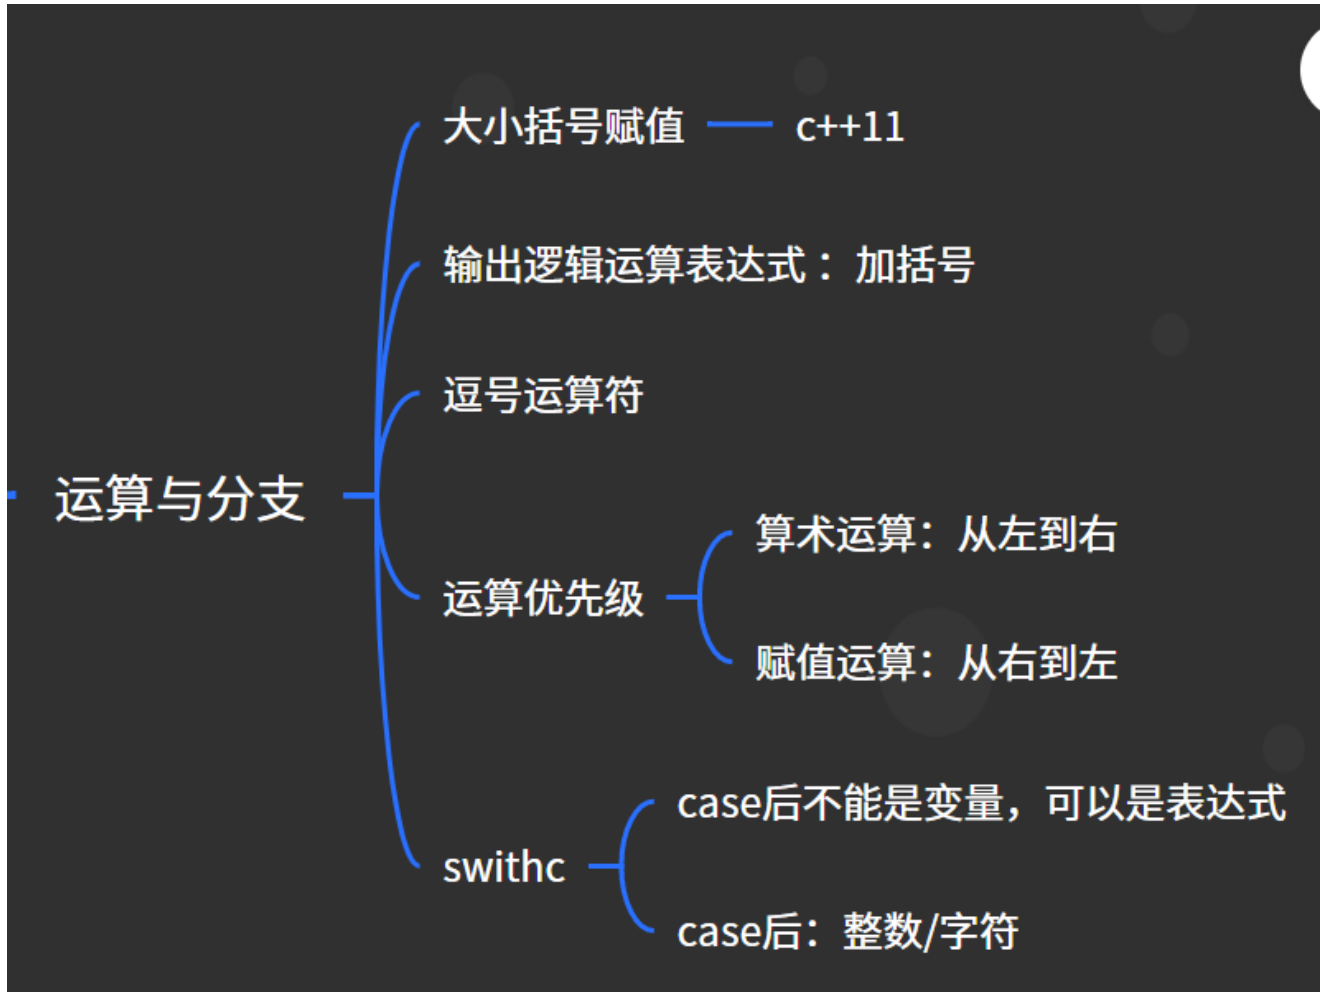 大小括号赋值
c++11
输出逻辑运算表达式：加括号
逗号运算符
运算与分支
运算优先级
算术运算：从左到右
赋值运算：从右到左
swithc
case后不能是变量，可以是表达式
case后：整数/字符